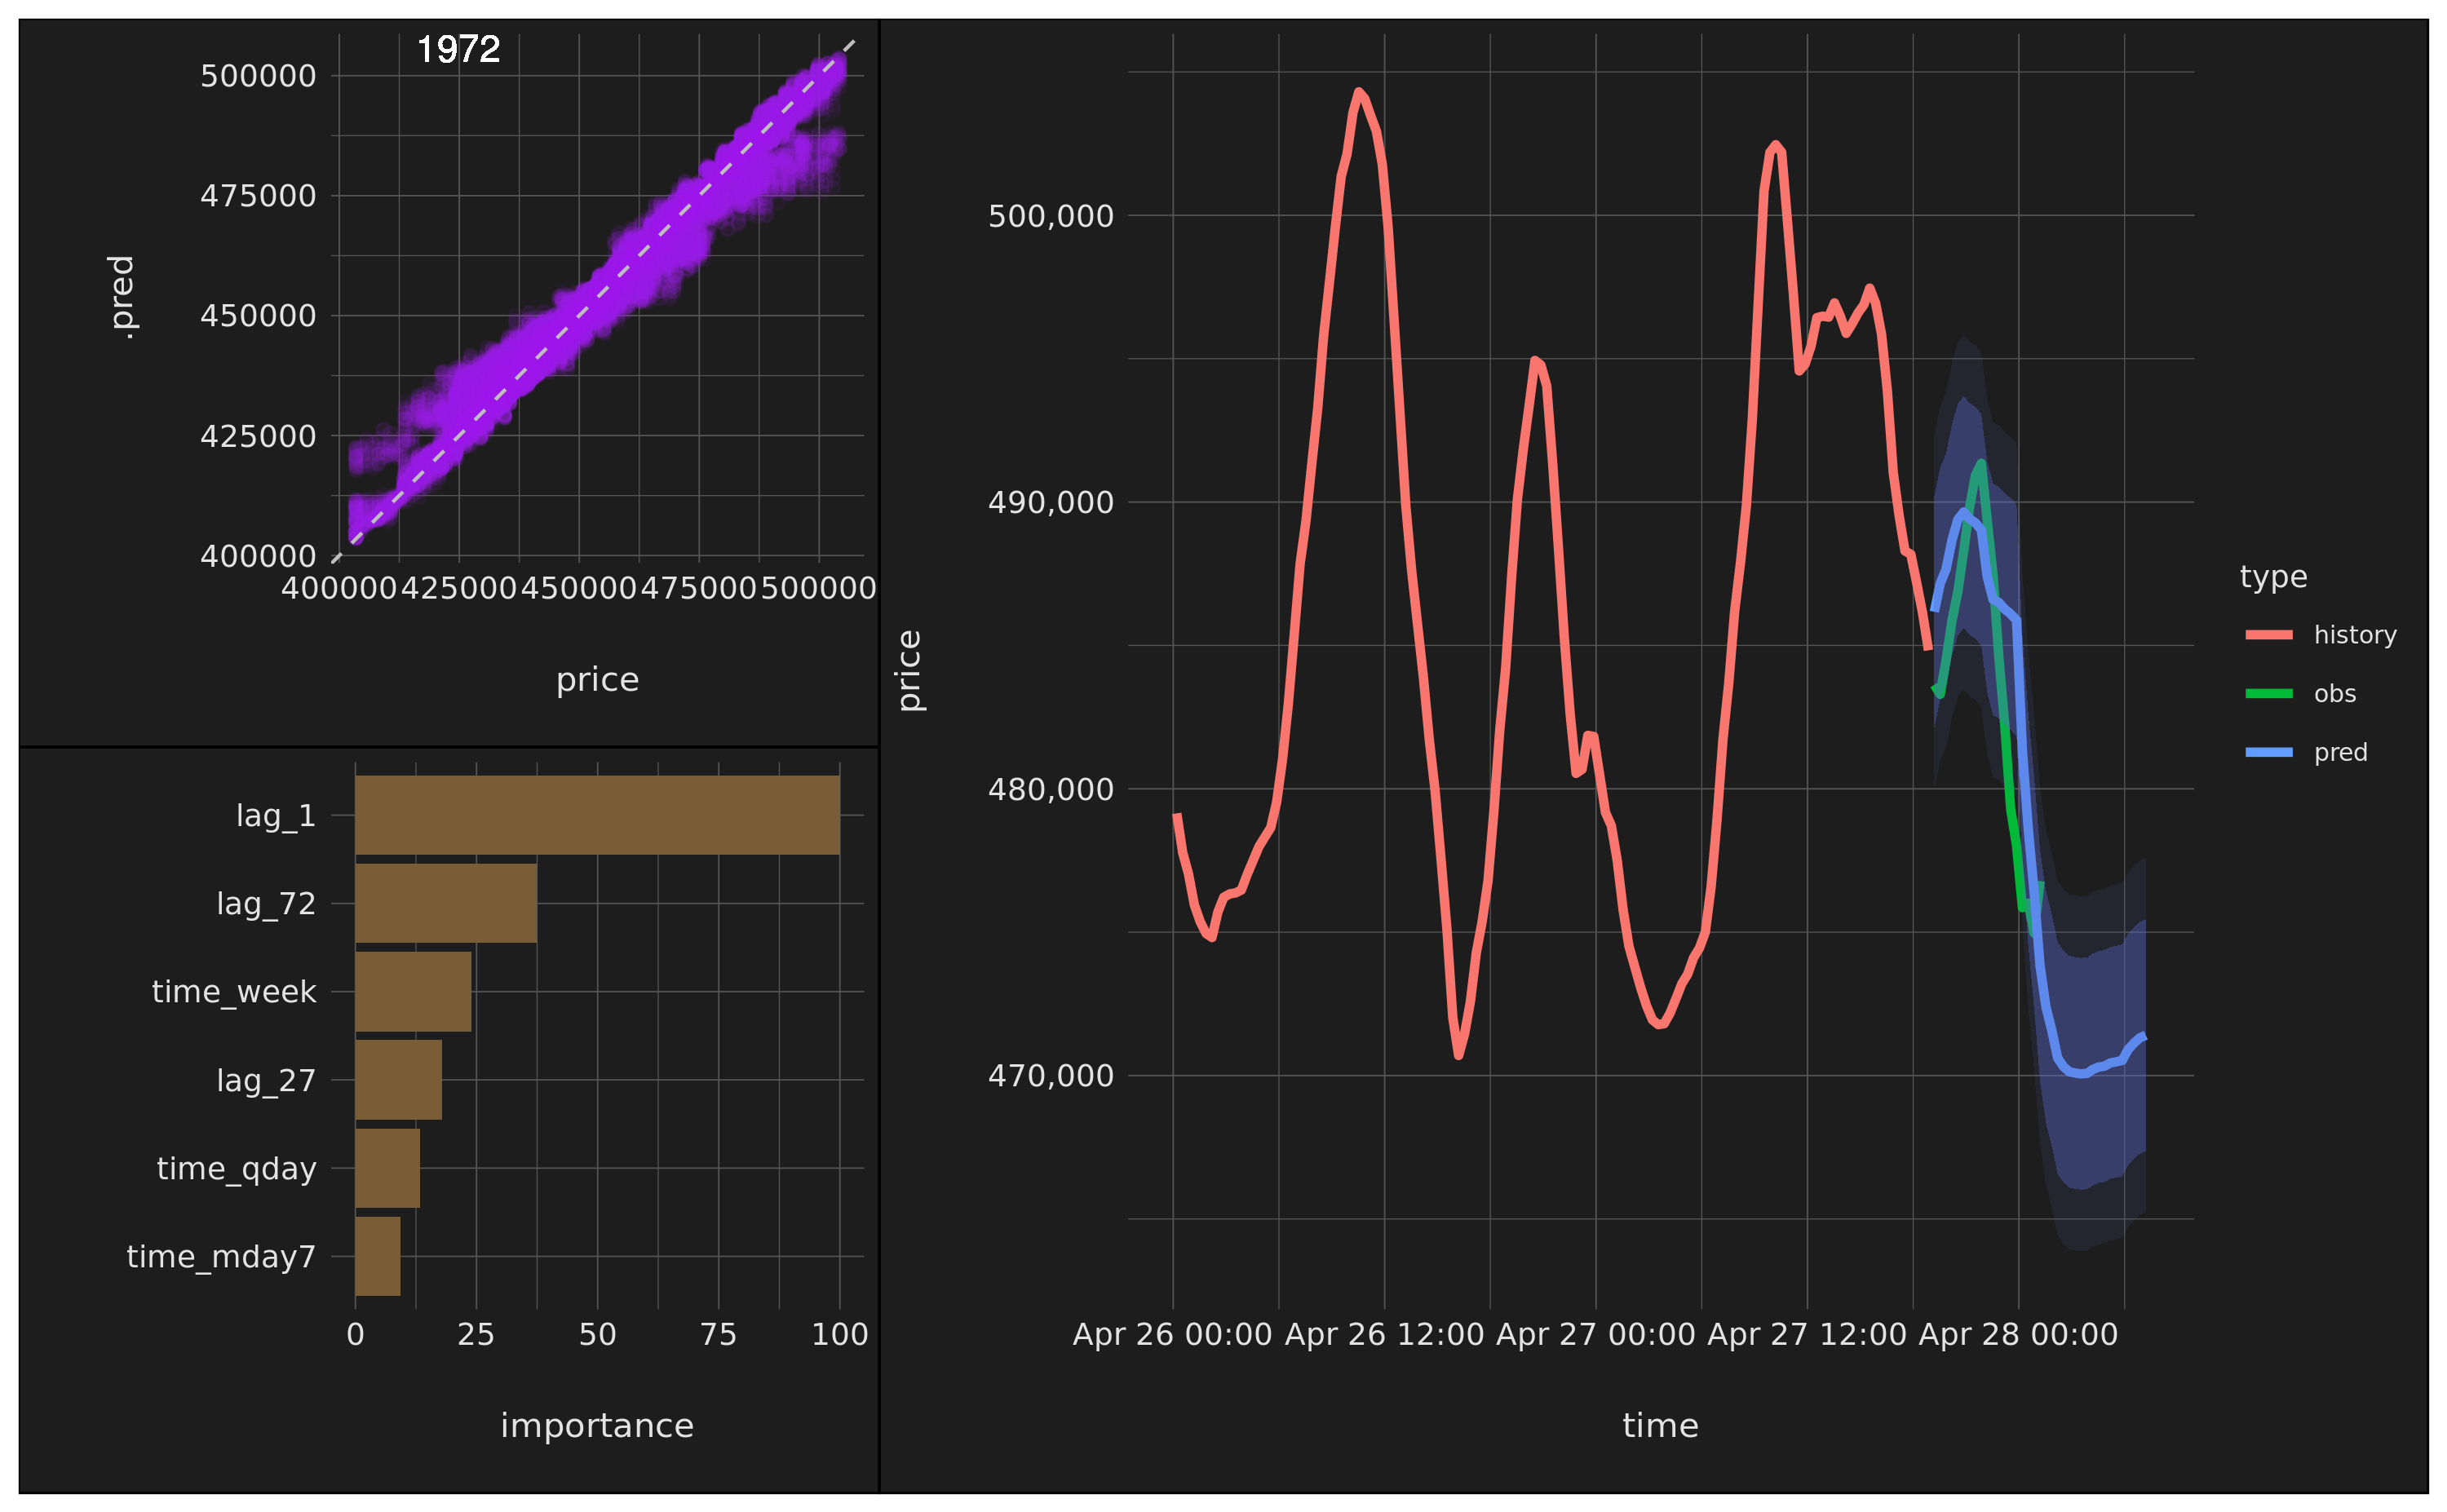 1972
500000
475000
450000
425000
400000
.pred
400000 425000 450000 475000 500000
price
lag_1
lag_72
time_week
lag_27
time_qday
time_mday7
0 25 50 75 100
importance
price
500,000
490,000
480,000
470,000
Apr 26 00:00 Apr 26 12:00 Apr 27 00:00 Apr 27 12:00 Apr 28 00:00
time
type
history
obs
pred